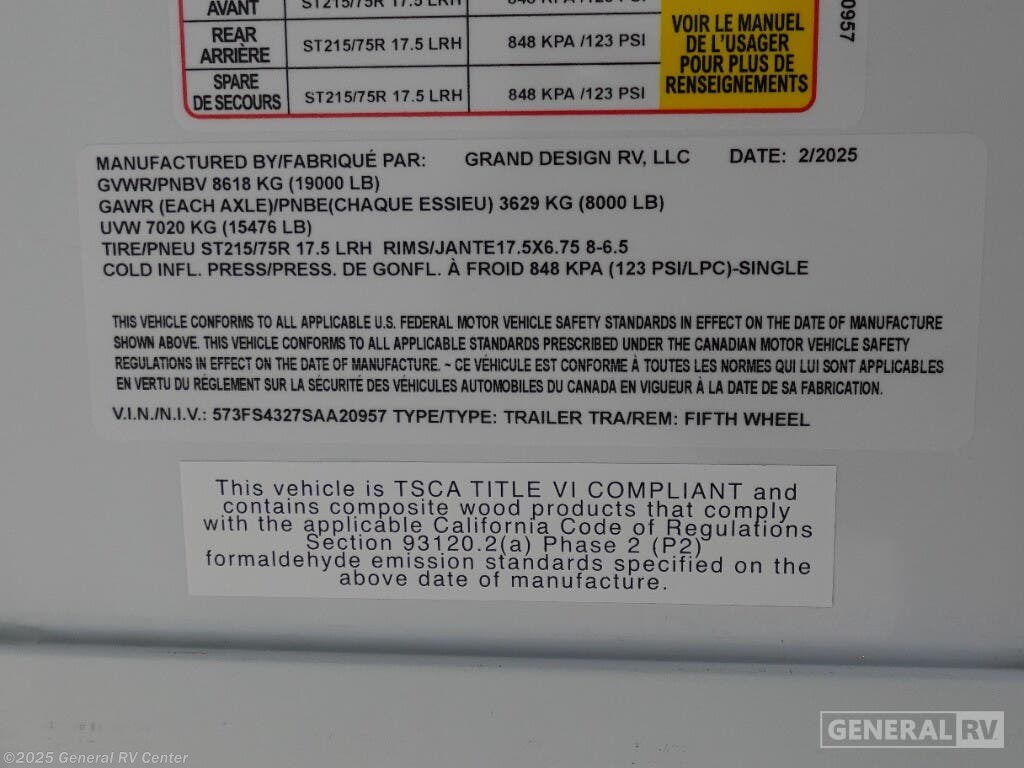 AVANT ST215/75R 17.5 LRH 848 KPA /123 PSI
REAR
ARRIÈRE ST215/75R 17.5 LRH 848 KPA /123 PSI
SPARE
DE SECOURS ST215/75R 17.5 LRH 848 KPA /123 PSI
VOIR LE MANUEL
DE L'USAGER
POUR PLUS DE
RENSEIGNEMENTS
0957
MANUFACTURED BY/FABRIQUÉ PAR: GRAND DESIGN RV, LLC DATE: 2/2025
GVWR/PNBV 8618 KG (19000 LB)
GAWR (EACH AXLE)/PNBE(CHAQUE ESSIEU) 3629 KG (8000 LB)
UVW 7020 KG (15476 LB)
TIRE/PNEU ST215/75R 17.5 LRH RIMS/JANTE17.5X6.75 8-6.5
COLD INFL. PRESS/PRESS. DE GONFL. À FROID 848 KPA (123 PSI/LPC)-SINGLE
THIS VEHICLE CONFORMS TO ALL APPLICABLE U.S. FEDERAL MOTOR VEHICLE SAFETY STANDARDS IN EFFECT ON THE DATE OF MANUFACTURE
SHOWN ABOVE. THIS VEHICLE CONFORMS TO ALL APPLICABLE STANDARDS PRESCRIBED UNDER THE CANADIAN MOTOR VEHICLE SAFETY
REGULATIONS IN EFFECT ON THE DATE OF MANUFACTURE. ~ CE VÉHICULE EST CONFORME À TOUTES LES NORMES QUI LUI SONT APPLICABLES
EN VERTU DU RÉGLEMENT SUR LA SÉCURITÉ DES VÉHICULES AUTOMOBILES DU CANADA EN VIGUEUR À LA DATE DE SA FABRICATION.
V.I.N./N.I.V.: 573FS4327SAA20957 TYPE/TYPE: TRAILER TRA/REM: FIFTH WHEEL
This vehicle is TSCA TITLE VI COMPLIANT and
contains composite wood products that comply
with the applicable California Code of Regulations
Section 93120.2(a) Phase 2 (P2)
formaldehyde emission standards specified on the
above date of manufacture.
GENERAL RV
©2025 General RV Center